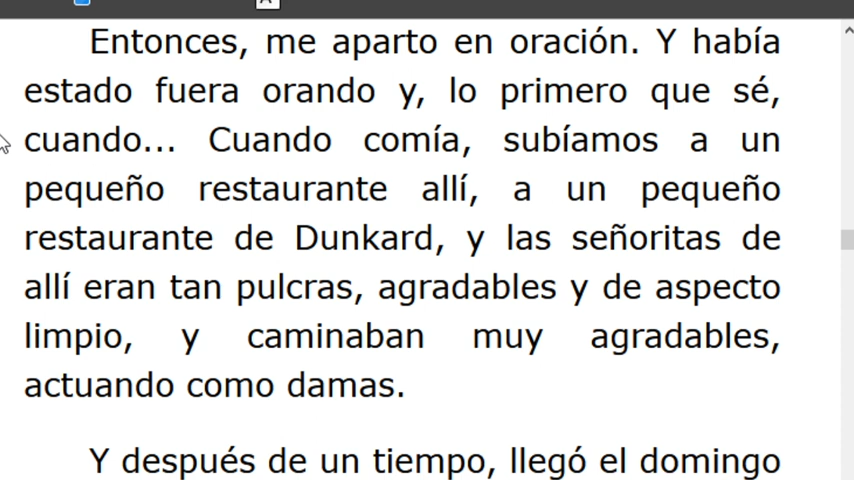 Entonces, me aparto en oración. Y había
estado fuera orando y, lo primero que sé,
cuando... Cuando comía, subíamos a un
pequeño restaurante allí, a un pequeño
restaurante de Dunkard, y las señoritas de
allí eran tan pulcras, agradables y de aspecto
limpio, y caminaban muy agradables,
actuando como damas.
Y después de un tiempo, llegó el domingo